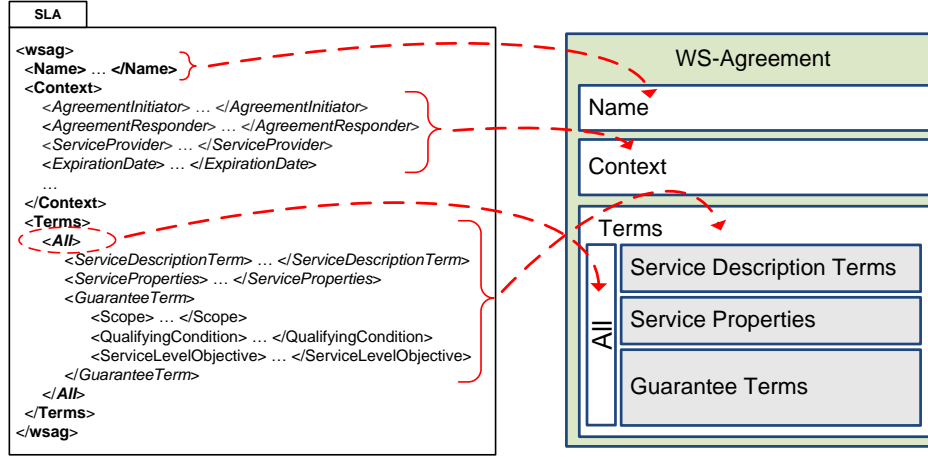 SLA
<wsag>
<Name> … </Name>
<Context>
<AgreementInitiator> … </AgreementInitiator>
<AgreementResponder> … </AgreementResponder>
<ServiceProvider> … </ServiceProvider>
<ExpirationDate> … </ExpirationDate>
…
</Context>
<Terms>
<All>
<ServiceDescriptionTerm> … </ServiceDescriptionTerm>
<ServiceProperties> … </ServiceProperties>
<GuaranteeTerm>
<Scope> … </Scope>
<QualifyingCondition> … </QualifyingCondition>
<ServiceLevelObjective> … </ServiceLevelObjective>
</GuaranteeTerm>
</All>
</Terms>
</wsag>
WS-Agreement
Name
Context
Terms
All
Service Description Terms
Service Properties
Guarantee Terms